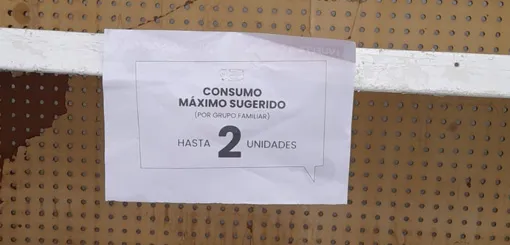 CONSUMO
MÁXIMO SUGERIDO
(POR GRUPO FAMILIAR)
HASTA 2 UNIDADES